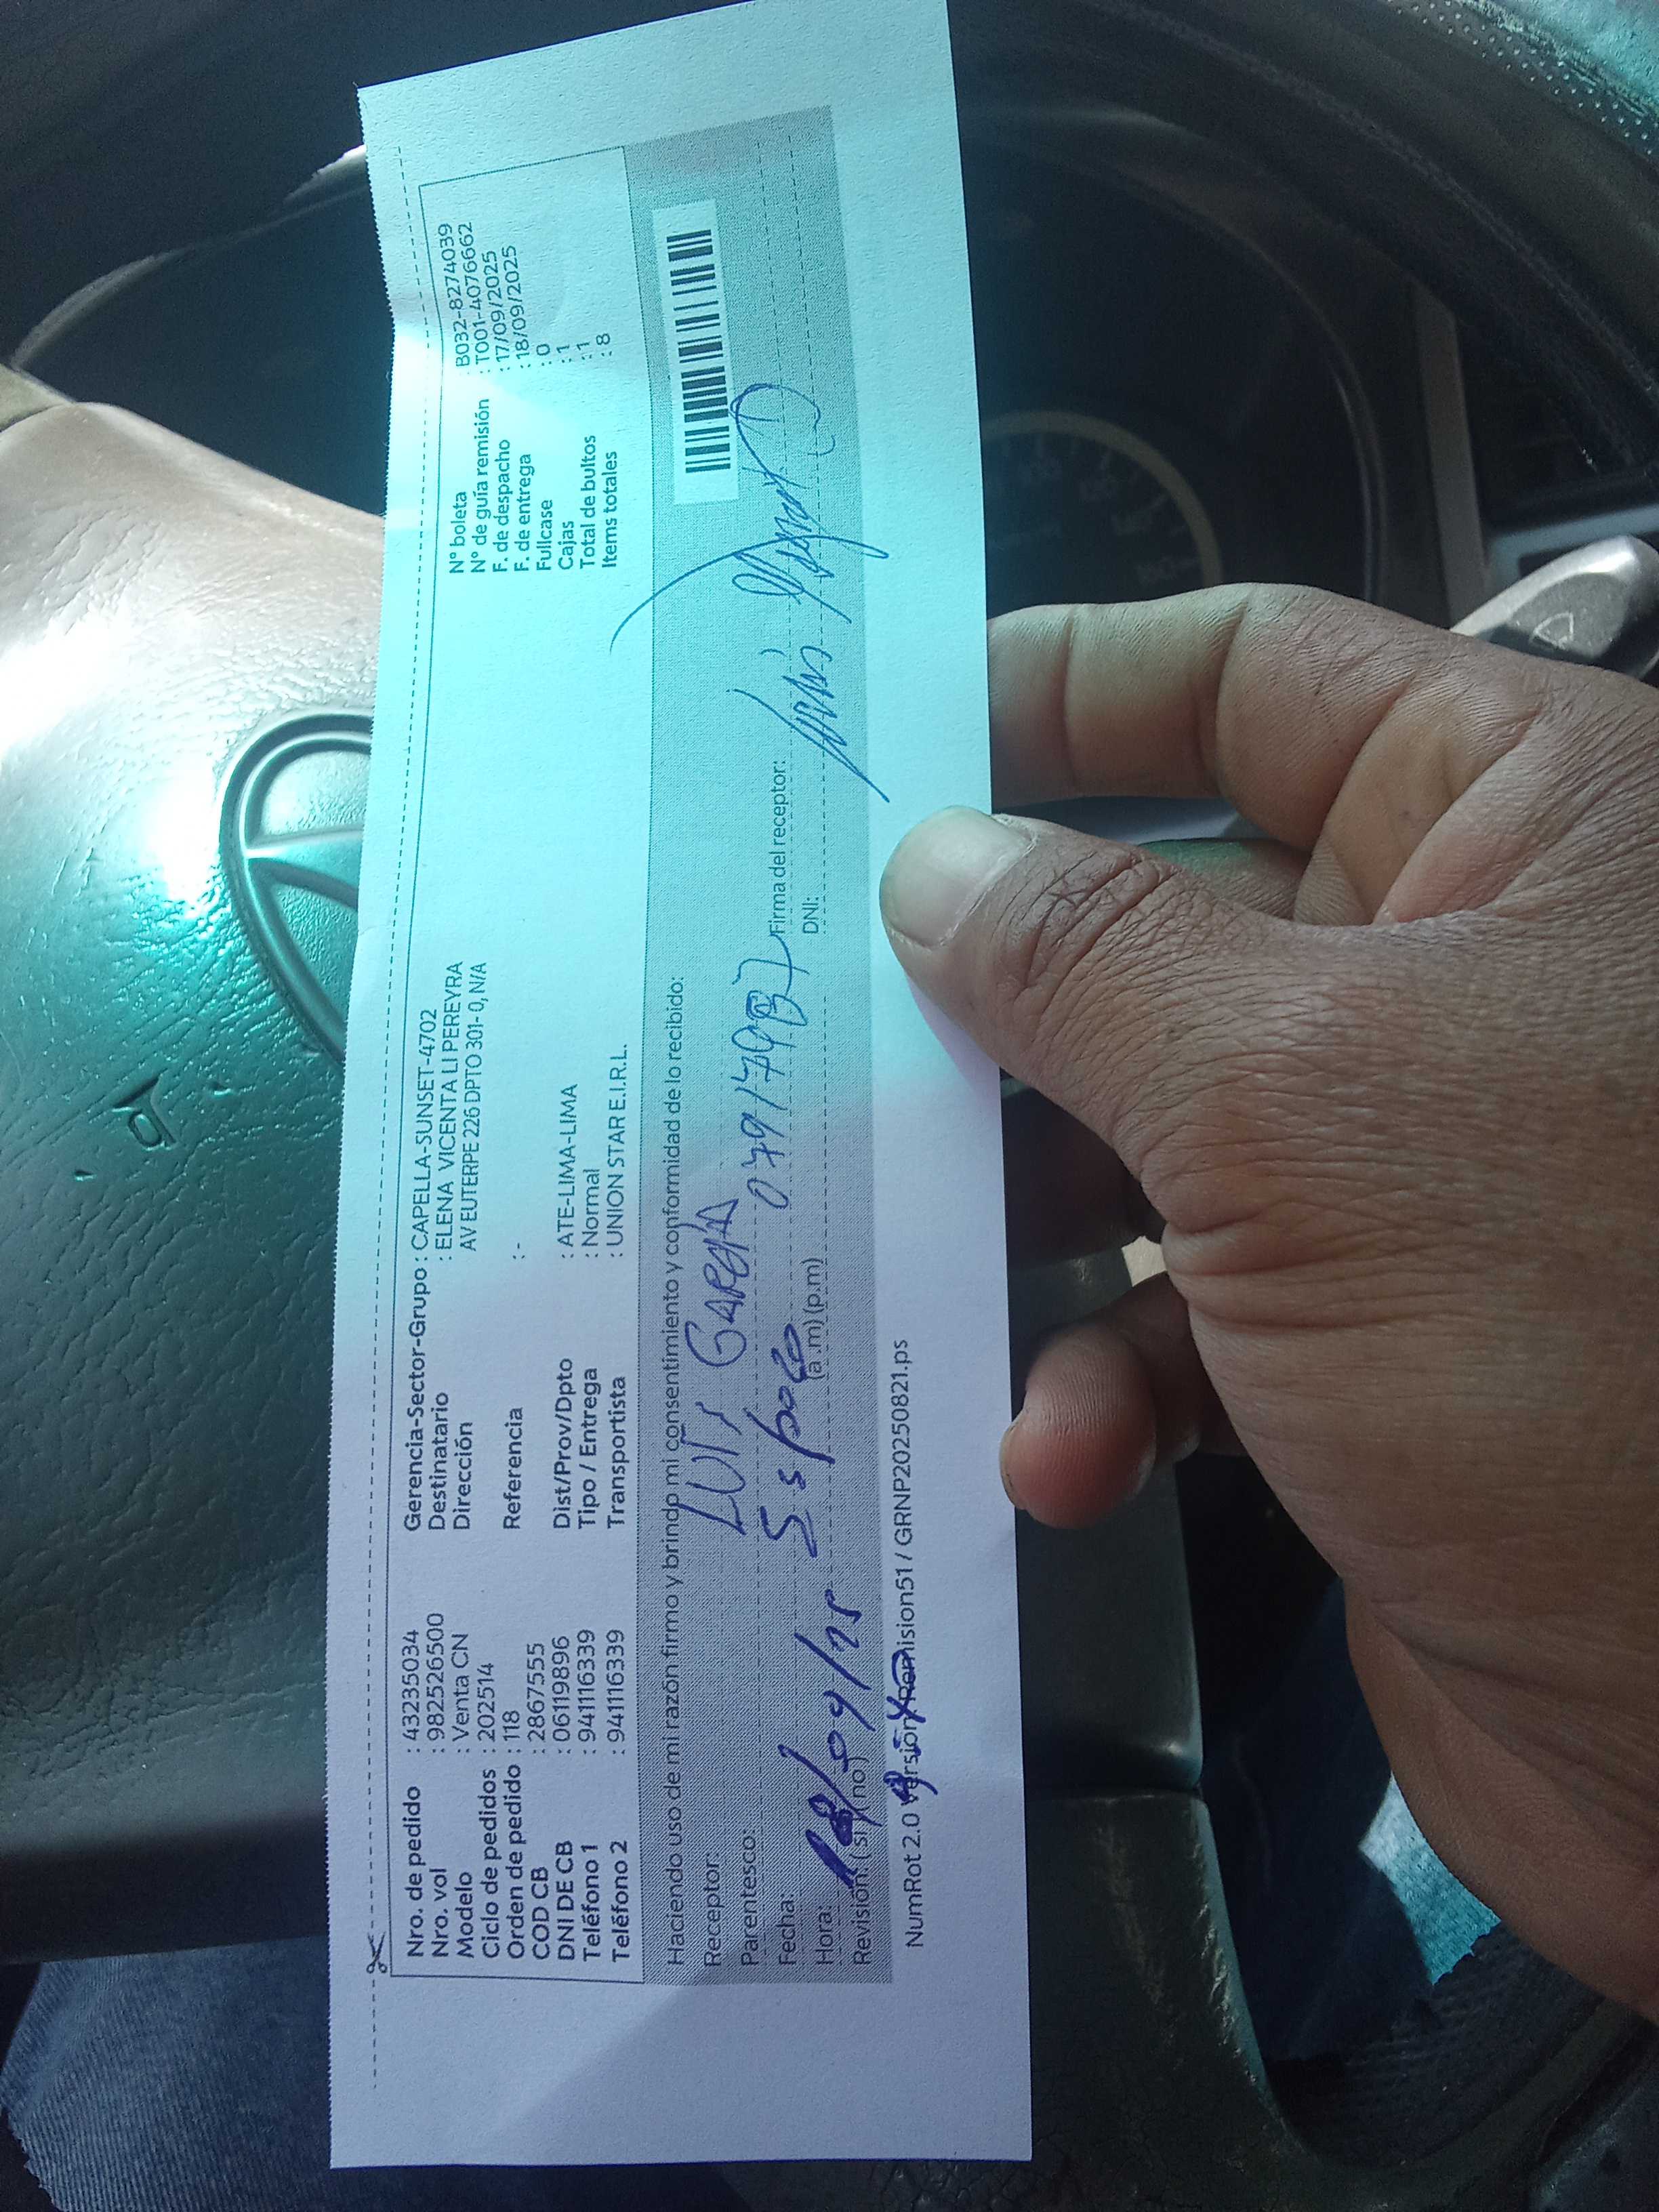 Nro. de pedido : 43235034
Nro. vol : 982526500
Modelo : Venta CN
Ciclo de pedidos : 202514
Orden de pedido : 118
COD CB : 2867555
DNI DE CB : 06119896
Teléfono 1 : 941116339
Teléfono 2 : 941116339
Gerencia-Sector-Grupo : CAPELLA-SUNSET-4702
Destinatario : ELENA VICENTA LI PEREYRA
Dirección AV EUTERPE 226 DPTO 301- 0, N/A
Referencia : -
Dist/Prov/Dpto : ATE-LIMA-LIMA
Tipo / Entrega : Normal
Transportista : UNION STAR E.I.R.L.
N° boleta B032-8274039
N° de guía remisión : T001-4076662
F. de despacho : 17/09/2025
F. de entrega : 18/09/2025
Fullcase : 0
Cajas : 1
Total de bultos : 1
Items totales : 8
Haciendo uso de mi razón firmo y brindo mi consentimiento y conformidad de lo recibido:
Receptor: LUIS GARCIA
Parentesco: Esposo
Fecha: 18/09/25
Hora: (a .m) (p.m)
Revisión: ( si ) ( no )
Firma del receptor:
DNI:
NumRot 2.0 Versión Remision51 / GRNP20250821.ps